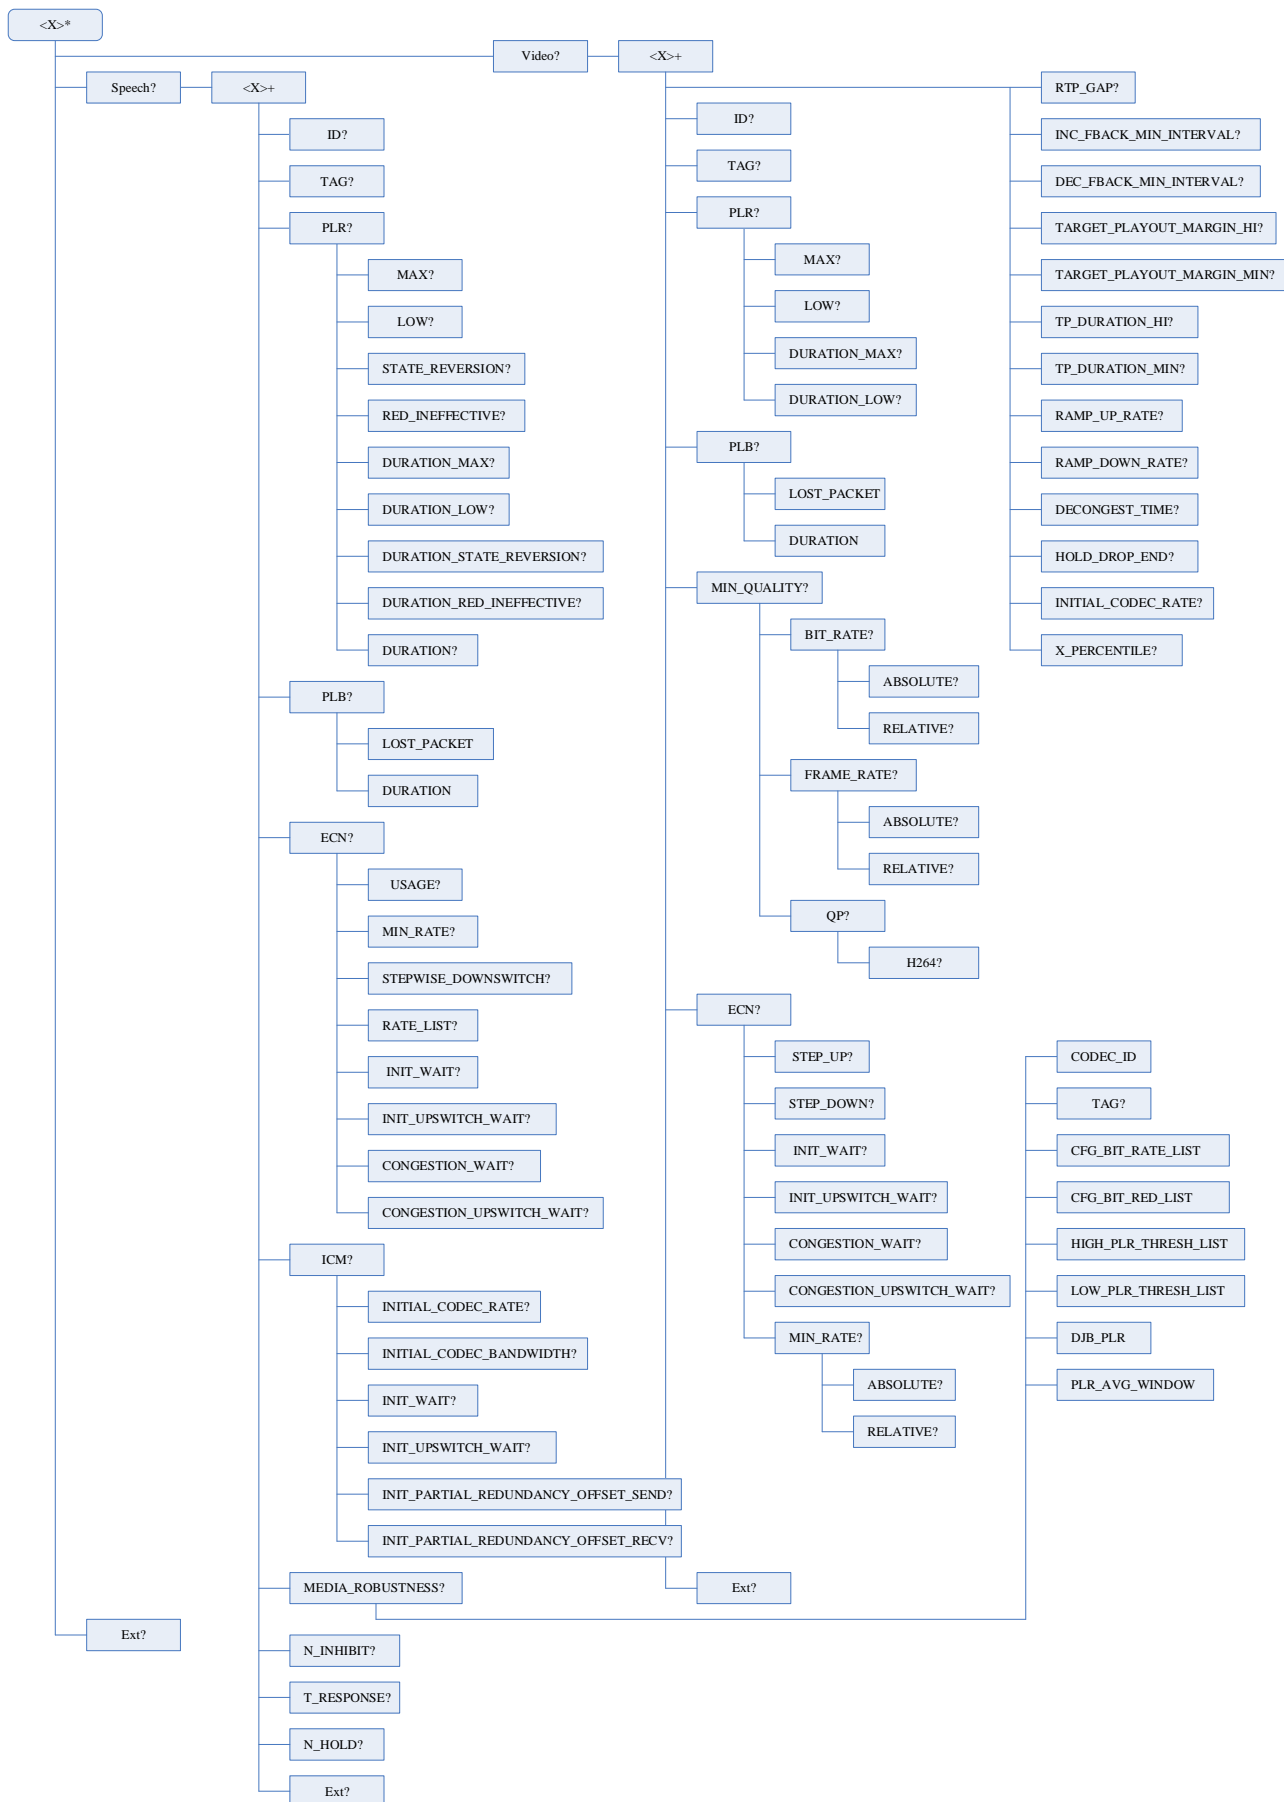 <X>*
Video?
<X>+
Speech?
<X>+
ID?
TAG?
PLR?
MAX?
LOW?
STATE_REVERSION?
RED_INEFFECTIVE?
DURATION_MAX?
DURATION_LOW?
DURATION_STATE_REVERSION?
DURATION_RED_INEFFECTIVE?
DURATION?
PLB?
LOST_PACKET
DURATION
ECN?
USAGE?
MIN_RATE?
STEPWISE_DOWNSWITCH?
RATE_LIST?
INIT_WAIT?
INIT_UPSWITCH_WAIT?
CONGESTION_WAIT?
CONGESTION_UPSWITCH_WAIT?
ICM?
INITIAL_CODEC_RATE?
INITIAL_CODEC_BANDWIDTH?
INIT_WAIT?
INIT_UPSWITCH_WAIT?
INIT_PARTIAL_REDUNDANCY_OFFSET_SEND?
INIT_PARTIAL_REDUNDANCY_OFFSET_RECV?
MEDIA_ROBUSTNESS?
N_INHIBIT?
T_RESPONSE?
N_HOLD?
Ext?
Ext?
ID?
TAG?
PLR?
MAX?
LOW?
DURATION_MAX?
DURATION_LOW?
PLB?
LOST_PACKET
DURATION
MIN_QUALITY?
BIT_RATE?
ABSOLUTE?
RELATIVE?
FRAME_RATE?
ABSOLUTE?
RELATIVE?
QP?
H264?
ECN?
STEP_UP?
STEP_DOWN?
INIT_WAIT?
INIT_UPSWITCH_WAIT?
CONGESTION_WAIT?
CONGESTION_UPSWITCH_WAIT?
MIN_RATE?
ABSOLUTE?
RELATIVE?
Ext?
RTP_GAP?
INC_FBACK_MIN_INTERVAL?
DEC_FBACK_MIN_INTERVAL?
TARGET_PLAYOUT_MARGIN_HI?
TARGET_PLAYOUT_MARGIN_MIN?
TP_DURATION_HI?
TP_DURATION_MIN?
RAMP_UP_RATE?
RAMP_DOWN_RATE?
DECONGEST_TIME?
HOLD_DROP_END?
INITIAL_CODEC_RATE?
X_PERCENTILE?
CODEC_ID
TAG?
CFG_BIT_RATE_LIST
CFG_BIT_RED_LIST
HIGH_PLR_THRESH_LIST
LOW_PLR_THRESH_LIST
DJB_PLR
PLR_AVG_WINDOW